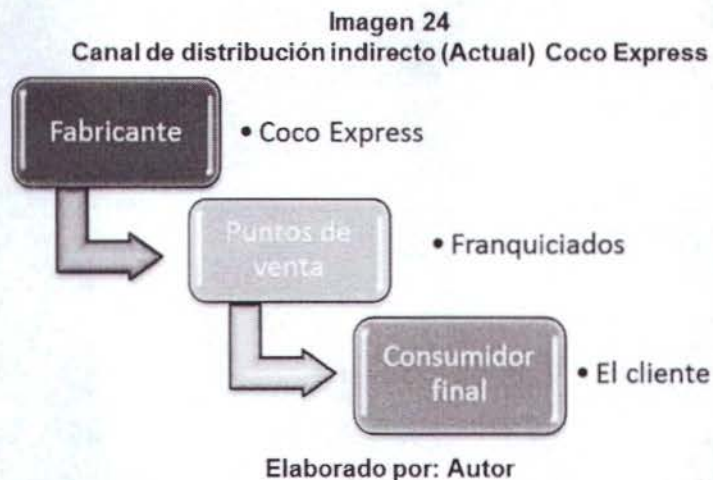 Imagen 24
Canal de distribución indirecto (Actual) Coco Express
Fabricante
• Coco Express
Puntos de
venta
• Franquiciados
Consumidor
final
• El cliente
Elaborado por: Autor